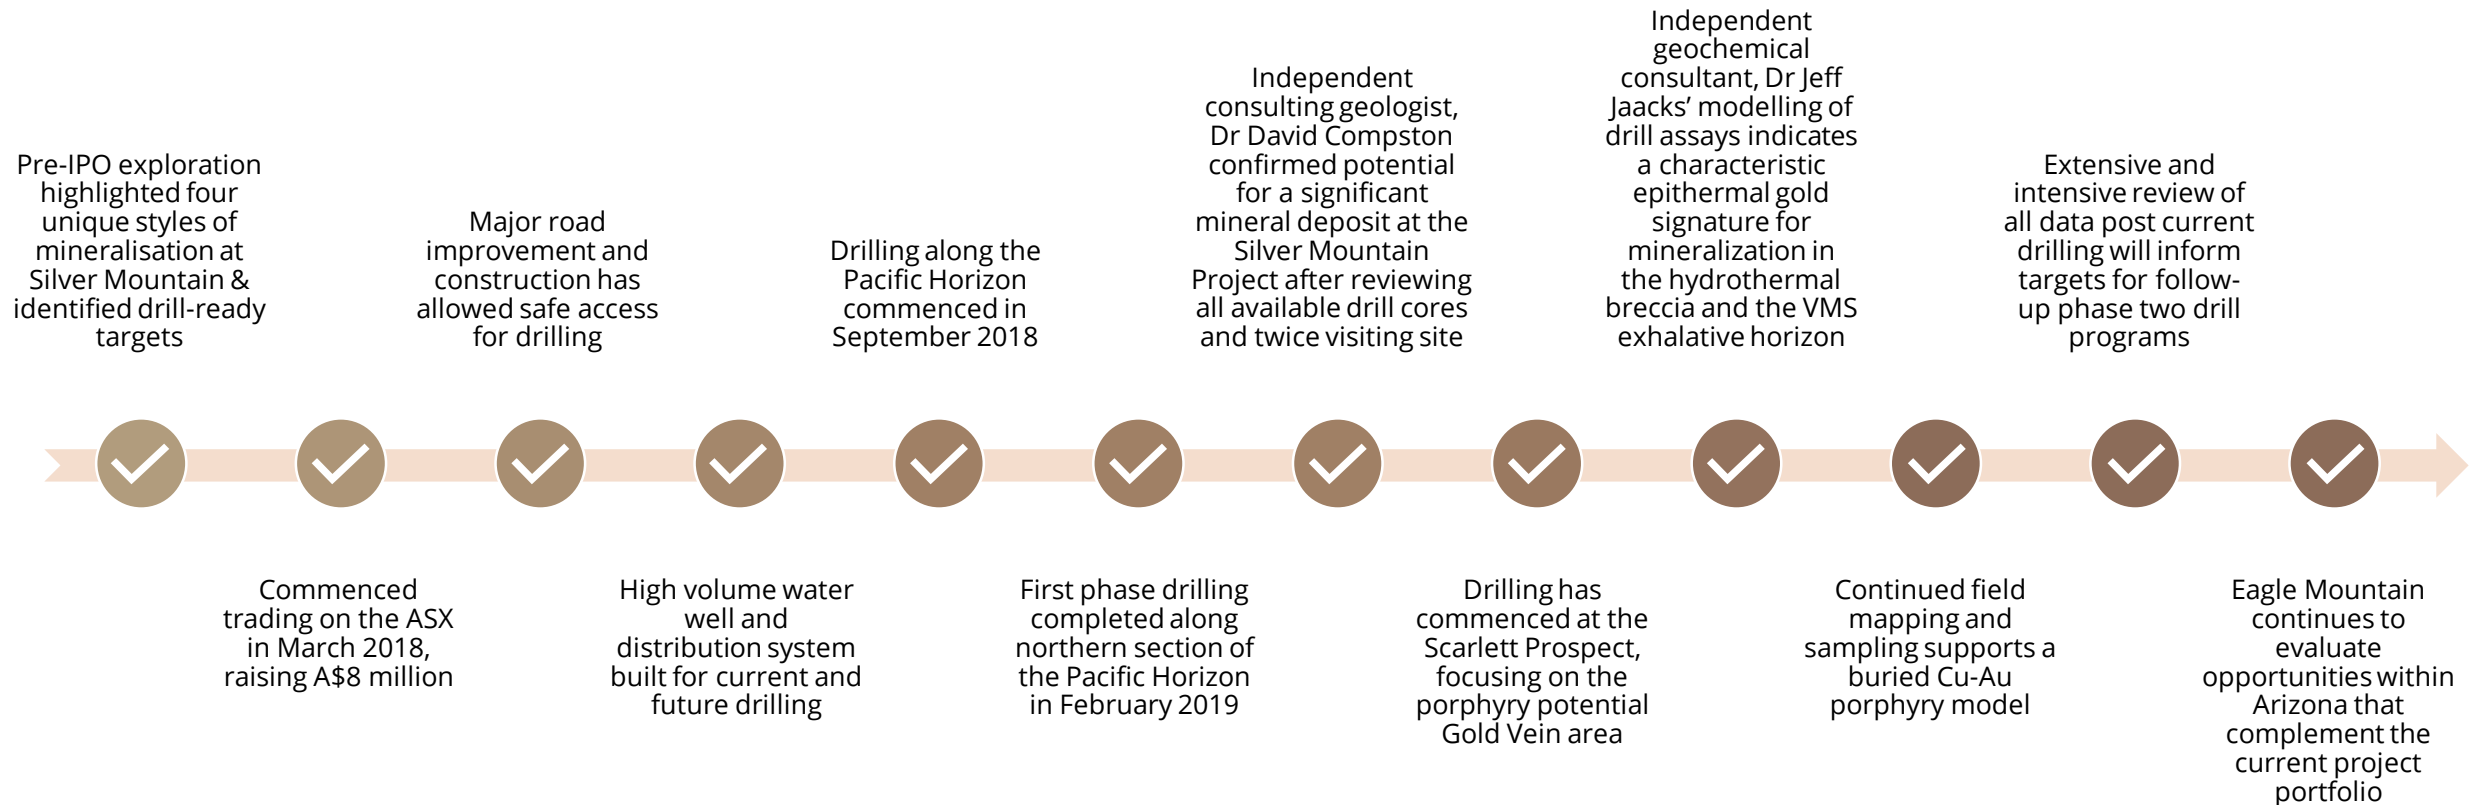 Pre-IPO exploration
highlighted four
unique styles of
mineralisation at
Silver Mountain &
identified drill-ready
targets
Commenced
trading on the ASX
in March 2018,
raising A$8 million
Major road
improvement and
construction has
allowed safe access
for drilling
High volume water
well and
distribution system
built for current and
future drilling
Drilling along the
Pacific Horizon
commenced in
September 2018
First phase drilling
completed along
northern section of
the Pacific Horizon
in February 2019
Independent
consulting geologist,
Dr David Compston
confirmed potential
for a significant
mineral deposit at the
Silver Mountain
Project after reviewing
all available drill cores
and twice visiting site
Drilling has
commenced at the
Scarlett Prospect,
focusing on the
porphyry potential
Gold Vein area
Independent
geochemical
consultant, Dr Jeff
Jaacks’ modelling of
drill assays indicates
a characteristic
epithermal gold
signature for
mineralization in
the hydrothermal
breccia and the VMS
exhalative horizon
Continued field
mapping and
sampling supports a
buried Cu-Au
porphyry model
Extensive and
intensive review of
all data post current
drilling will inform
targets for follow-
up phase two drill
programs
Eagle Mountain
continues to
evaluate
opportunities within
Arizona that
complement the
current project
portfolio